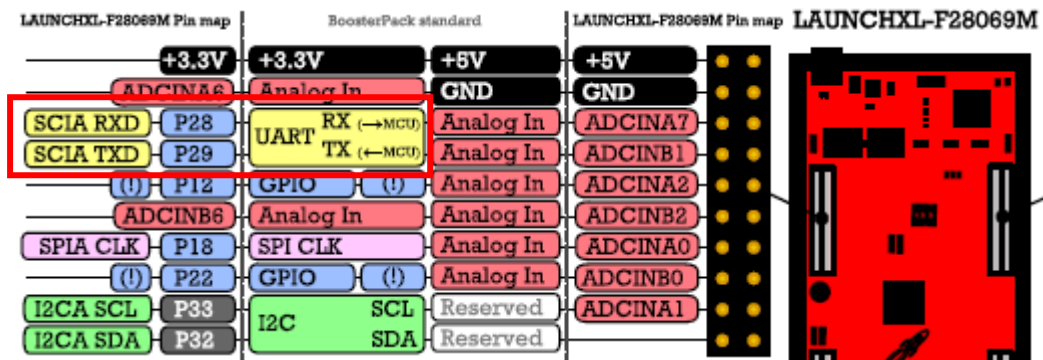 LAUNCHXL-F28069M Pin map BoosterPack standard LAUNCHXL-F28069M Pin map LAUNCHXL-F28069M
+3.3V +3.3V +5V +5V
ADCINA6 Analog In GND GND
SCIA RXD P28 UART RX (→MCU) Analog In ADCINA7
SCIA TXD P29 TX (←MCU) Analog In ADCINB1
(!) P12 GPIO (!) Analog In ADCINA2
ADCINB6 Analog In Analog In ADCINB2
SPIA CLK P18 SPI CLK Analog In ADCINA0
(!) P22 GPIO (!) Analog In ADCINB0
I2CA SCL P33 I2C SCL Reserved ADCINA1
I2CA SDA P32 SDA Reserved